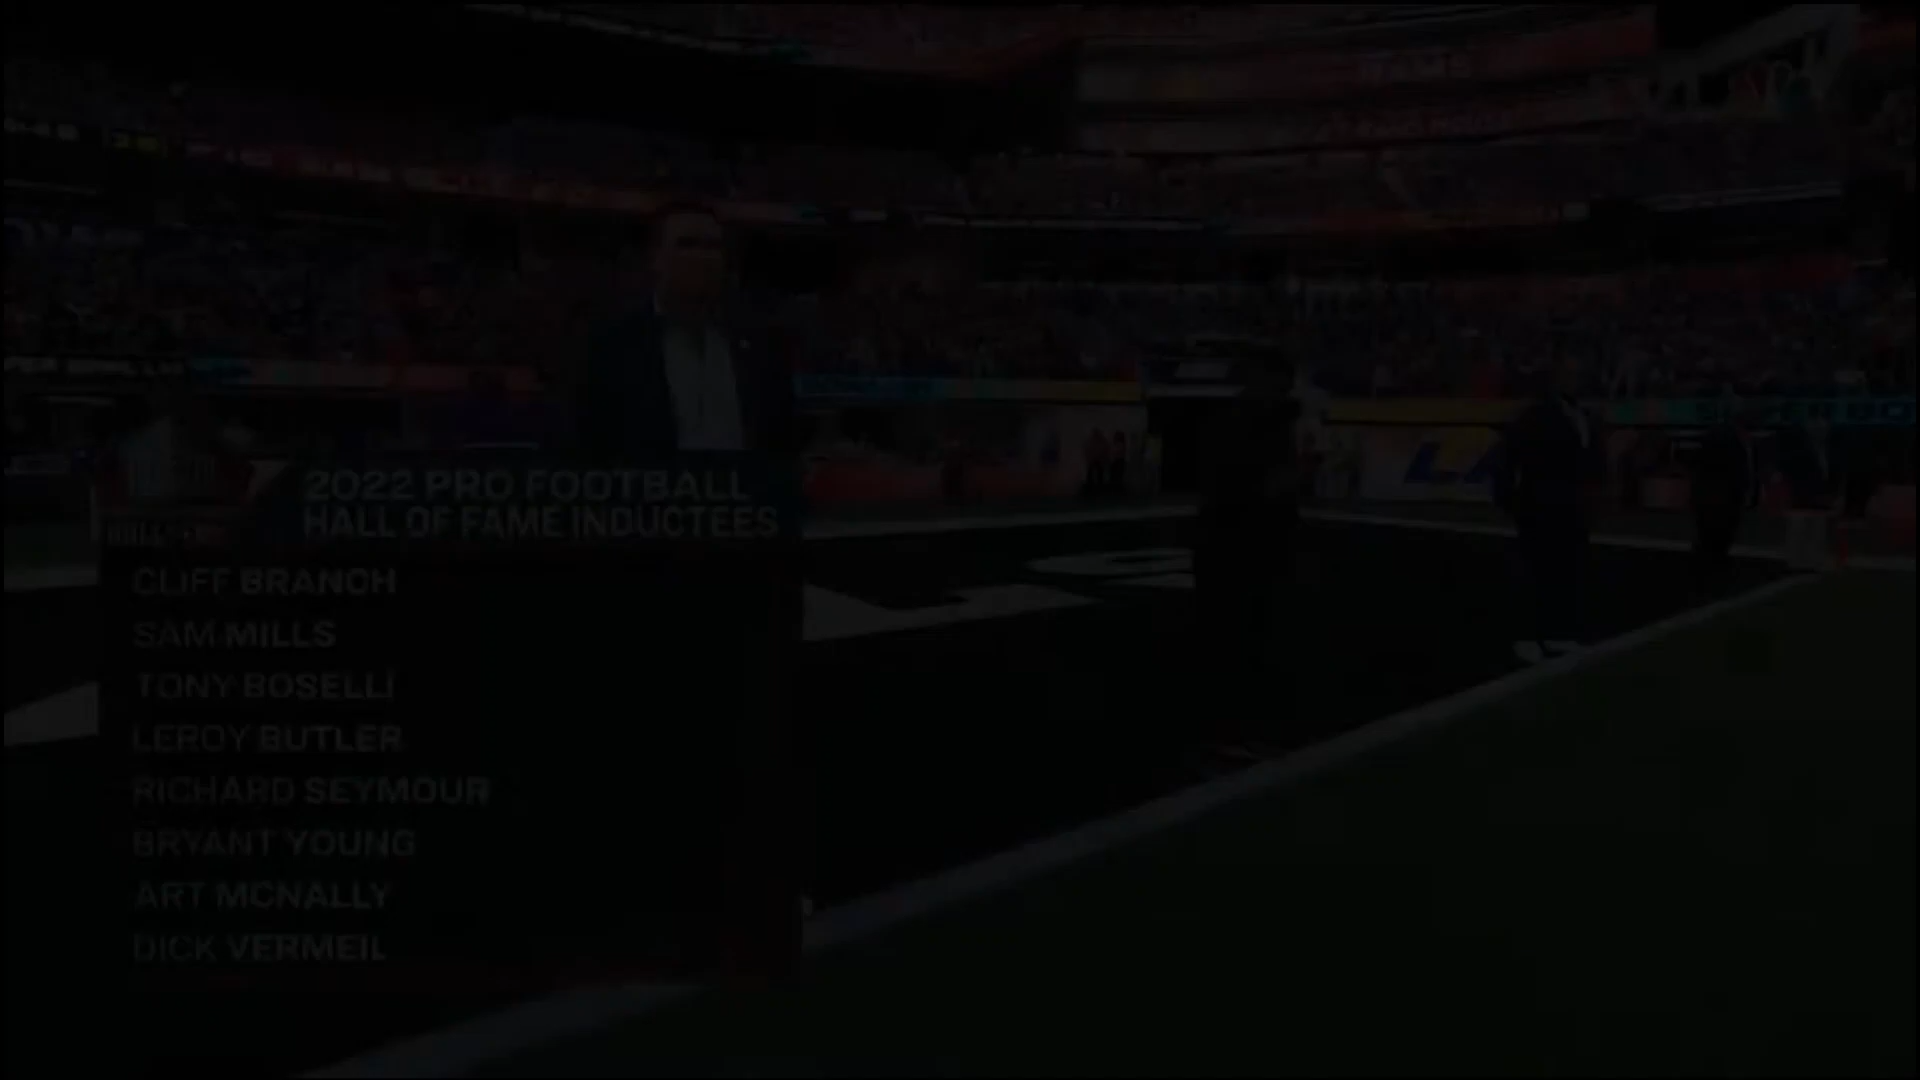 2022 PRO FOOTBALL
HALL OF FAME INDUCTEES
CLIFF BRANCH
SAM MILLS
TONY BOSELLI
LEROY BUTLER
RICHARD SEYMOUR
BRYANT YOUNG
ART MCNALLY
DICK VERMEIL